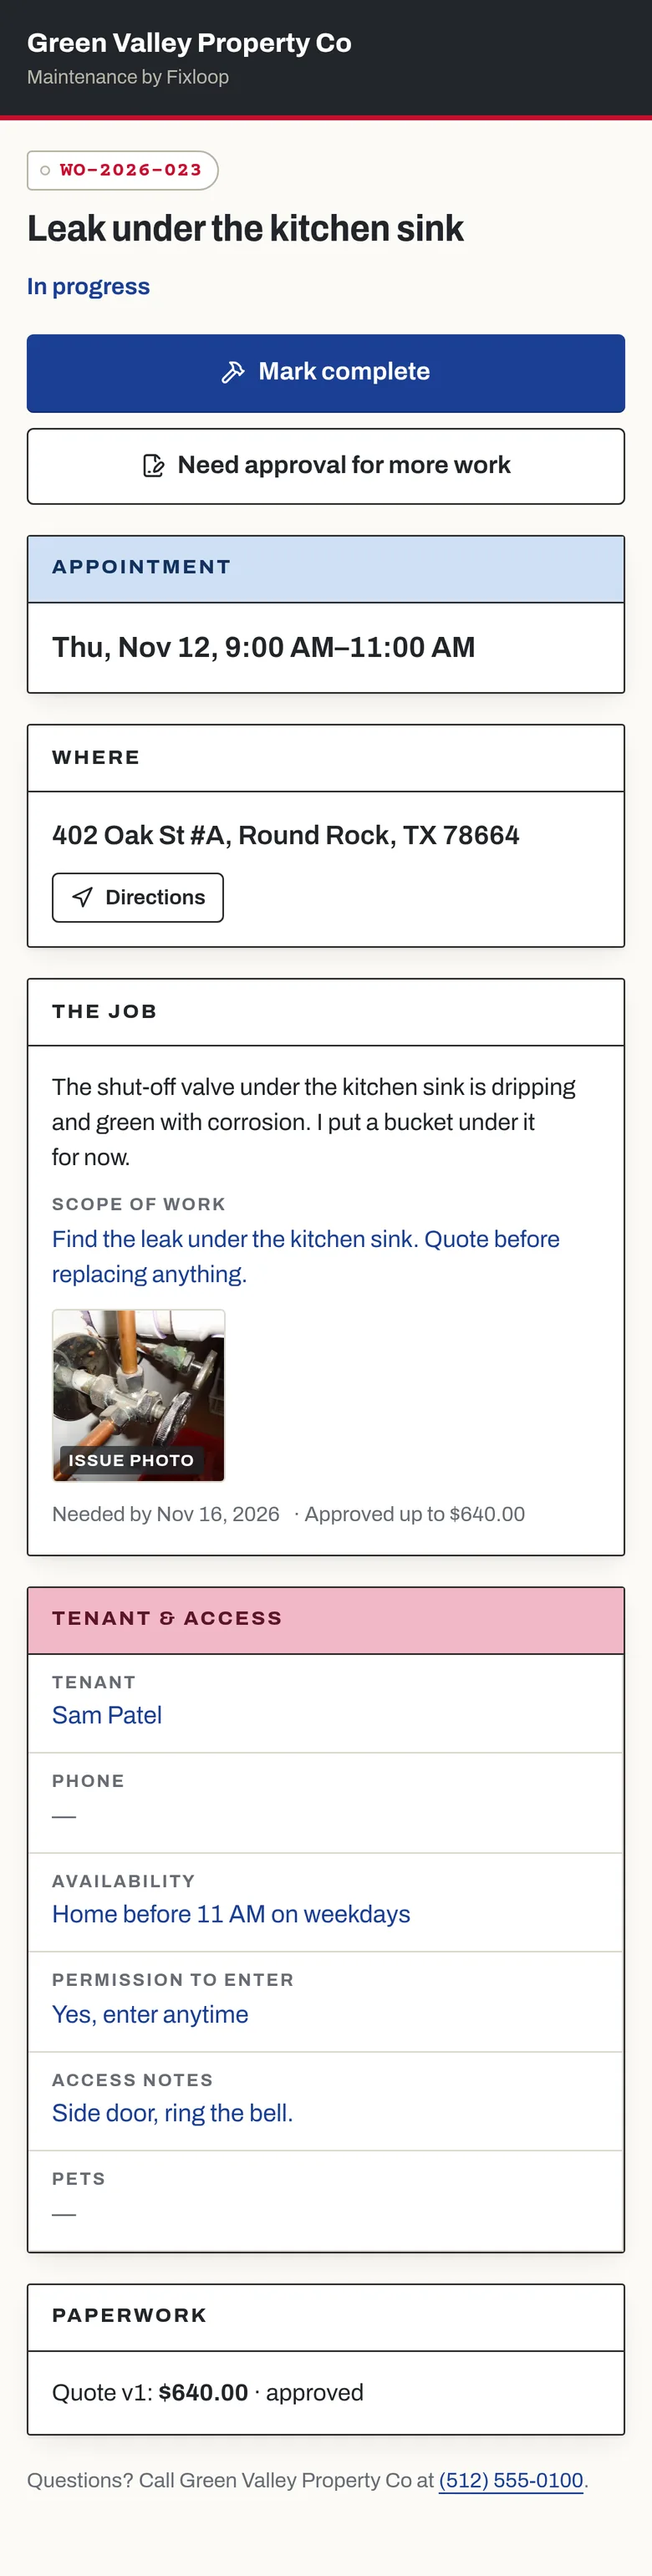 Green Valley Property Co
Maintenance by Fixloop
WO-2026-023
Leak under the kitchen sink
In progress
Mark complete
Need approval for more work
APPOINTMENT
Thu, Nov 12, 9:00 AM–11:00 AM
WHERE
402 Oak St #A, Round Rock, TX 78664
Directions
THE JOB
The shut-off valve under the kitchen sink is dripping
and green with corrosion. I put a bucket under it
for now.
SCOPE OF WORK
Find the leak under the kitchen sink. Quote before
replacing anything.
ISSUE PHOTO
Needed by Nov 16, 2026 · Approved up to $640.00
TENANT & ACCESS
TENANT
Sam Patel
PHONE
—
AVAILABILITY
Home before 11 AM on weekdays
PERMISSION TO ENTER
Yes, enter anytime
ACCESS NOTES
Side door, ring the bell.
PETS
—
PAPERWORK
Quote v1: $640.00 · approved
Questions? Call Green Valley Property Co at (512) 555-0100.